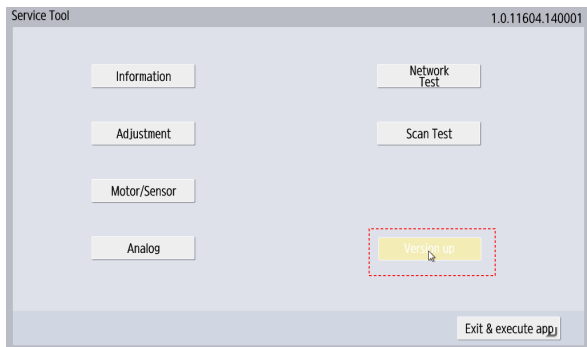 Service Tool 1.0.11604.140001
Information
Network
Test
Adjustment
Scan Test
Motor/Sensor
Analog
Version up
Exit & execute app